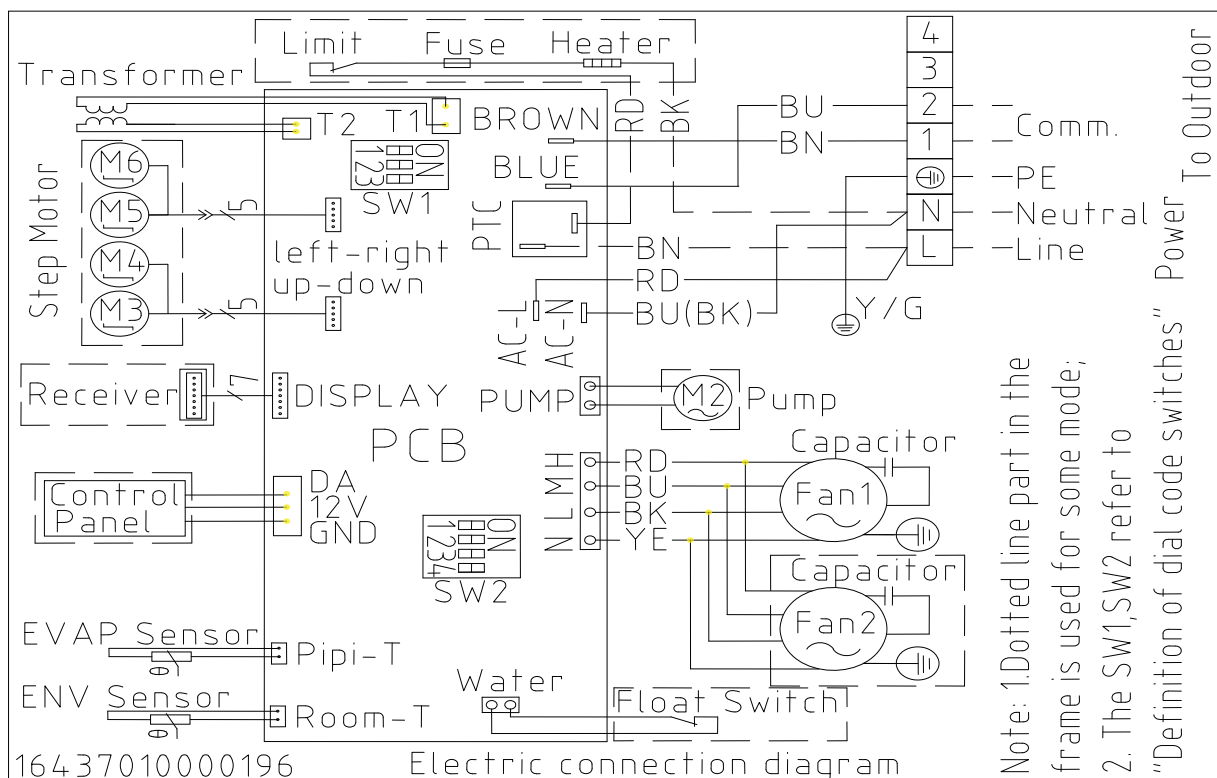 Limit Fuse Heater
Transformer
T2
T1
BROWN
RD
BK
BU
BN
4
3
2
1
N
L
Comm.
PE
Neutral
Line
To Outdoor
Power
M6
M5
M4
M3
Step Motor
5
5
ON
123
SW1
BLUE
PTC
left-right
up-down
BN
RD
BU(BK)
AC-L
AC-N
Y/G
Receiver
7
DISPLAY
PUMP
M2
Pump
PCB
Control
Panel
DA
12V
GND
ON
1234
SW2
H
M
L
N
RD
BU
BK
YE
Capacitor
Fan1
Capacitor
Fan2
EVAP Sensor
θ
Pipi-T
ENV Sensor
θ
Room-T
Water
Float Switch
16437010000196
Electric connection diagram
Note: 1.Dotted line part in the
frame is used for some mode;
2. The SW1,SW2 refer to
"Definition of dial code switches"